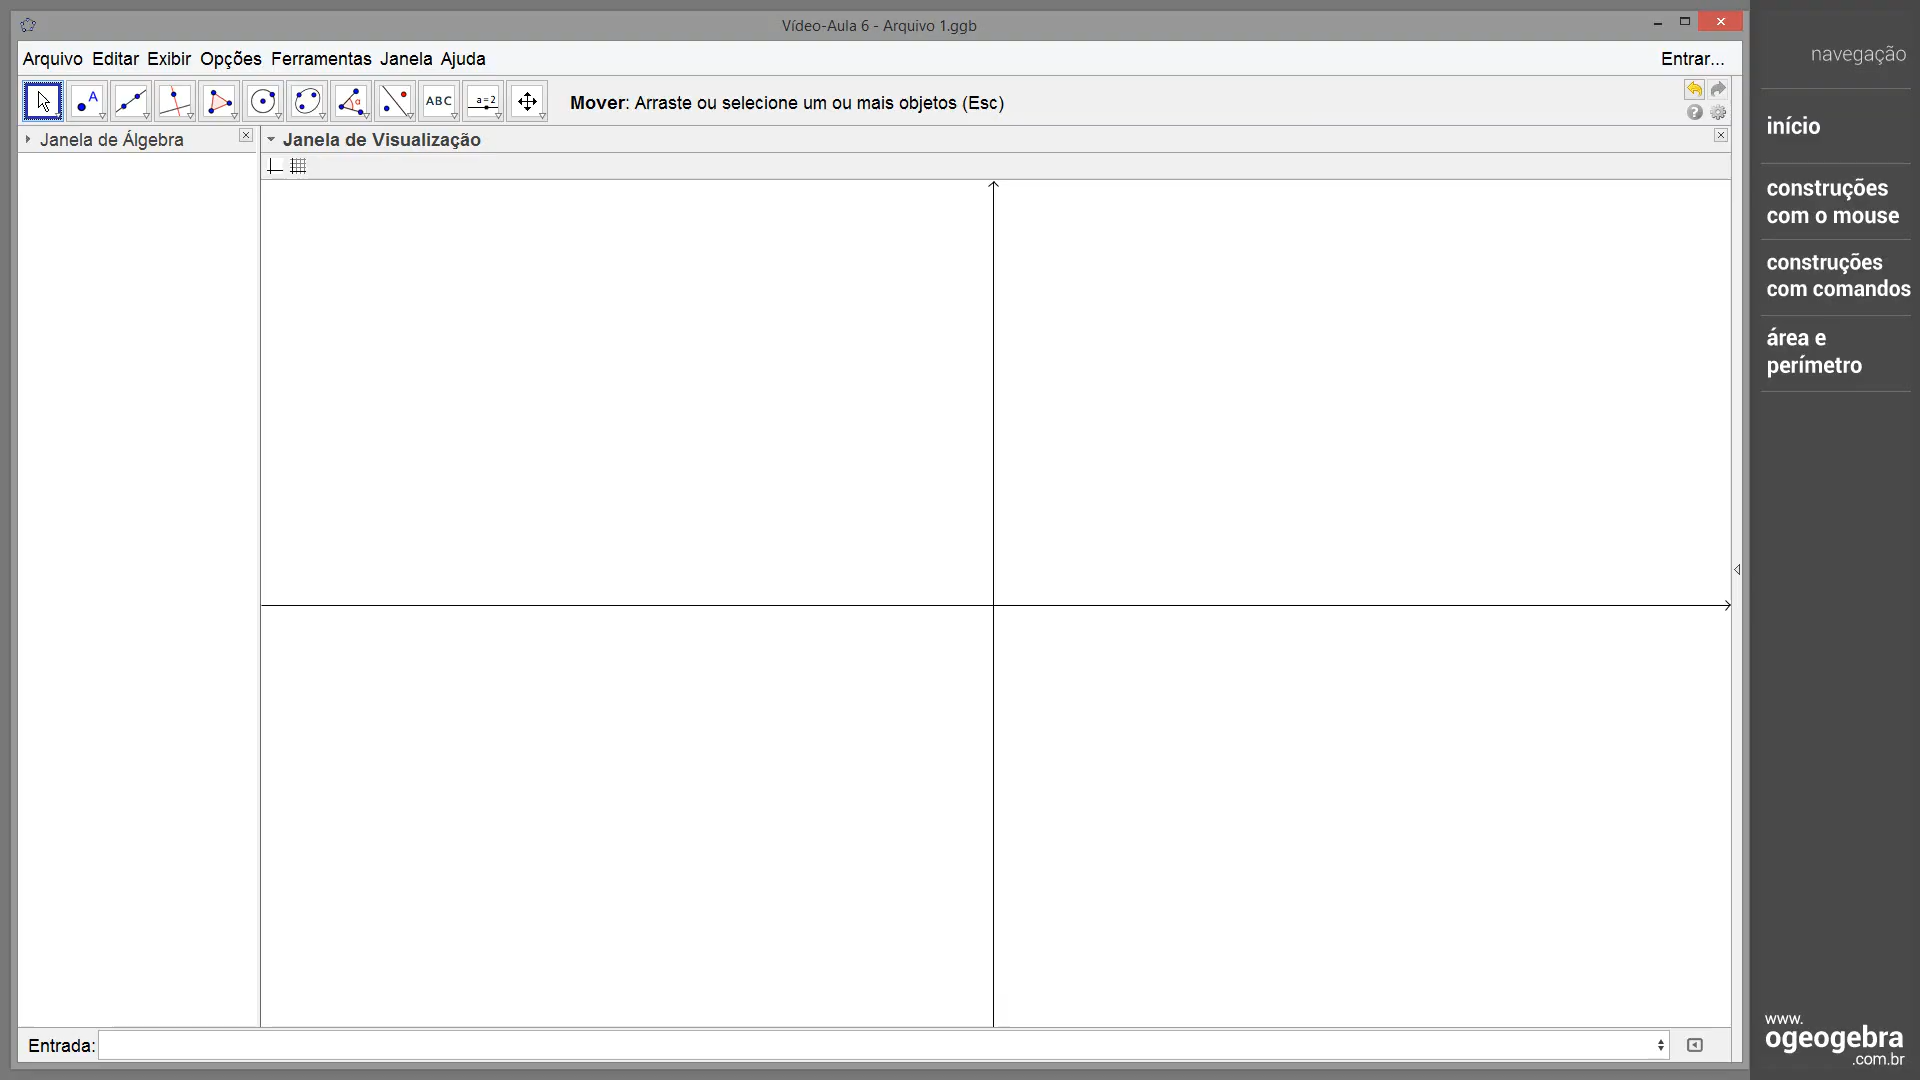 Vídeo-Aula 6 - Arquivo 1.ggb
Arquivo Editar Exibir Opções Ferramentas Janela Ajuda
Entrar...
A
α
ABC
a=2
Mover: Arraste ou selecione um ou mais objetos (Esc)
Janela de Álgebra
Janela de Visualização
Entrada:
navegação
início
construções
com o mouse
construções
com comandos
área e
perímetro
www.
ogeogebra
.com.br